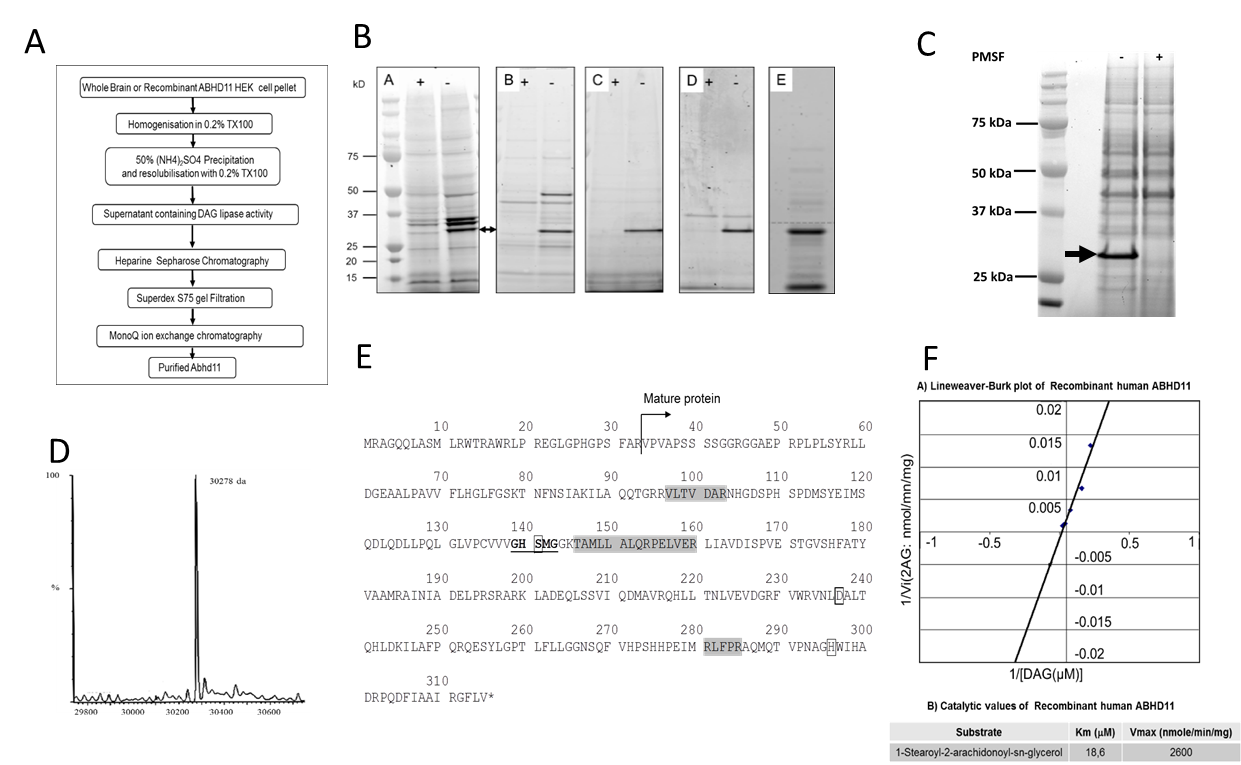 A
Whole Brain or Recombinant ABHD11 HEK cell pellet
Homogenisation in 0.2% TX100
50% (NH4)2SO4 Precipitation
and resolubilisation with 0.2% TX100
Supernatant containing DAG lipase activity
Heparine Sepharose Chromatography
Superdex S75 gel Filtration
MonoQ ion exchange chromatography
Purified Abhd11
B
kD
A + -
B + -
C + -
D + -
E
75
50
37
25
20
15
C
PMSF - +
75 kDa
50 kDa
37 kDa
25 kDa
D
100
30278 da
%
29800 30000 30200 30400 30600
E
Mature protein
10 20 30 40 50 60
MRAGQQLASM LRWTRAWRLP REGLGPHGPS FARVPVAPSS SSGGRGGAEP RPLPLSYRLL
70 80 90 100 110 120
DGEAALPAVV FLHGLFGSKT NFNSIAKILA QQTGRRVLTV DARNHGDSPH SPDMSYEIMS
130 140 150 160 170 180
QDLQDLLPQL GLVPCVVVGH SMGGKTAMLL ALQRPELVER LIAVDISPVE STGVSHFATY
190 200 210 220 230 240
VAAMRAINIA DELPRSRARK LADEQLSSVI QDMAVRQHLL TNLVEVDGRF VWRVNLDALT
250 260 270 280 290 300
QHLDKILAFP QRQESYLGPT LFLLGGNSQF VHPSHHPEIM RLFPRAQMQT VPNAGHWIHA
310
DRPQDFIAAI RGFLV*
F
A) Lineweaver-Burk plot of Recombinant human ABHD11
1/Vi(2AG; nmol/mn/mg)
0.02
0.015
0.01
0.005
-1 -0.5 0.5 1
-0.005
-0.01
-0.015
-0.02
1/[DAG(µM)]
B) Catalytic values of Recombinant human ABHD11
Substrate Km (µM) Vmax (nmole/min/mg)
1-Stearoyl-2-arachidonoyl-sn-glycerol 18,6 2600